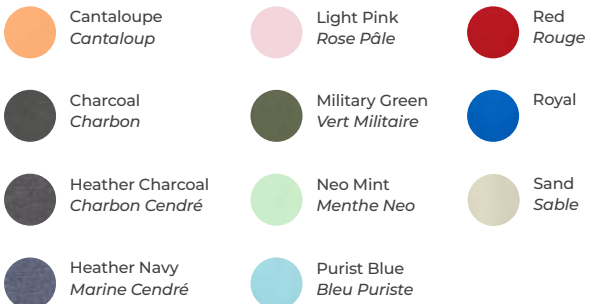 Cantaloupe
Cantaloup
Charcoal
Charbon
Heather Charcoal
Charbon Cendré
Heather Navy
Marine Cendré
Light Pink
Rose Pâle
Military Green
Vert Militaire
Neo Mint
Menthe Neo
Purist Blue
Bleu Puriste
Red
Rouge
Royal
Sand
Sable